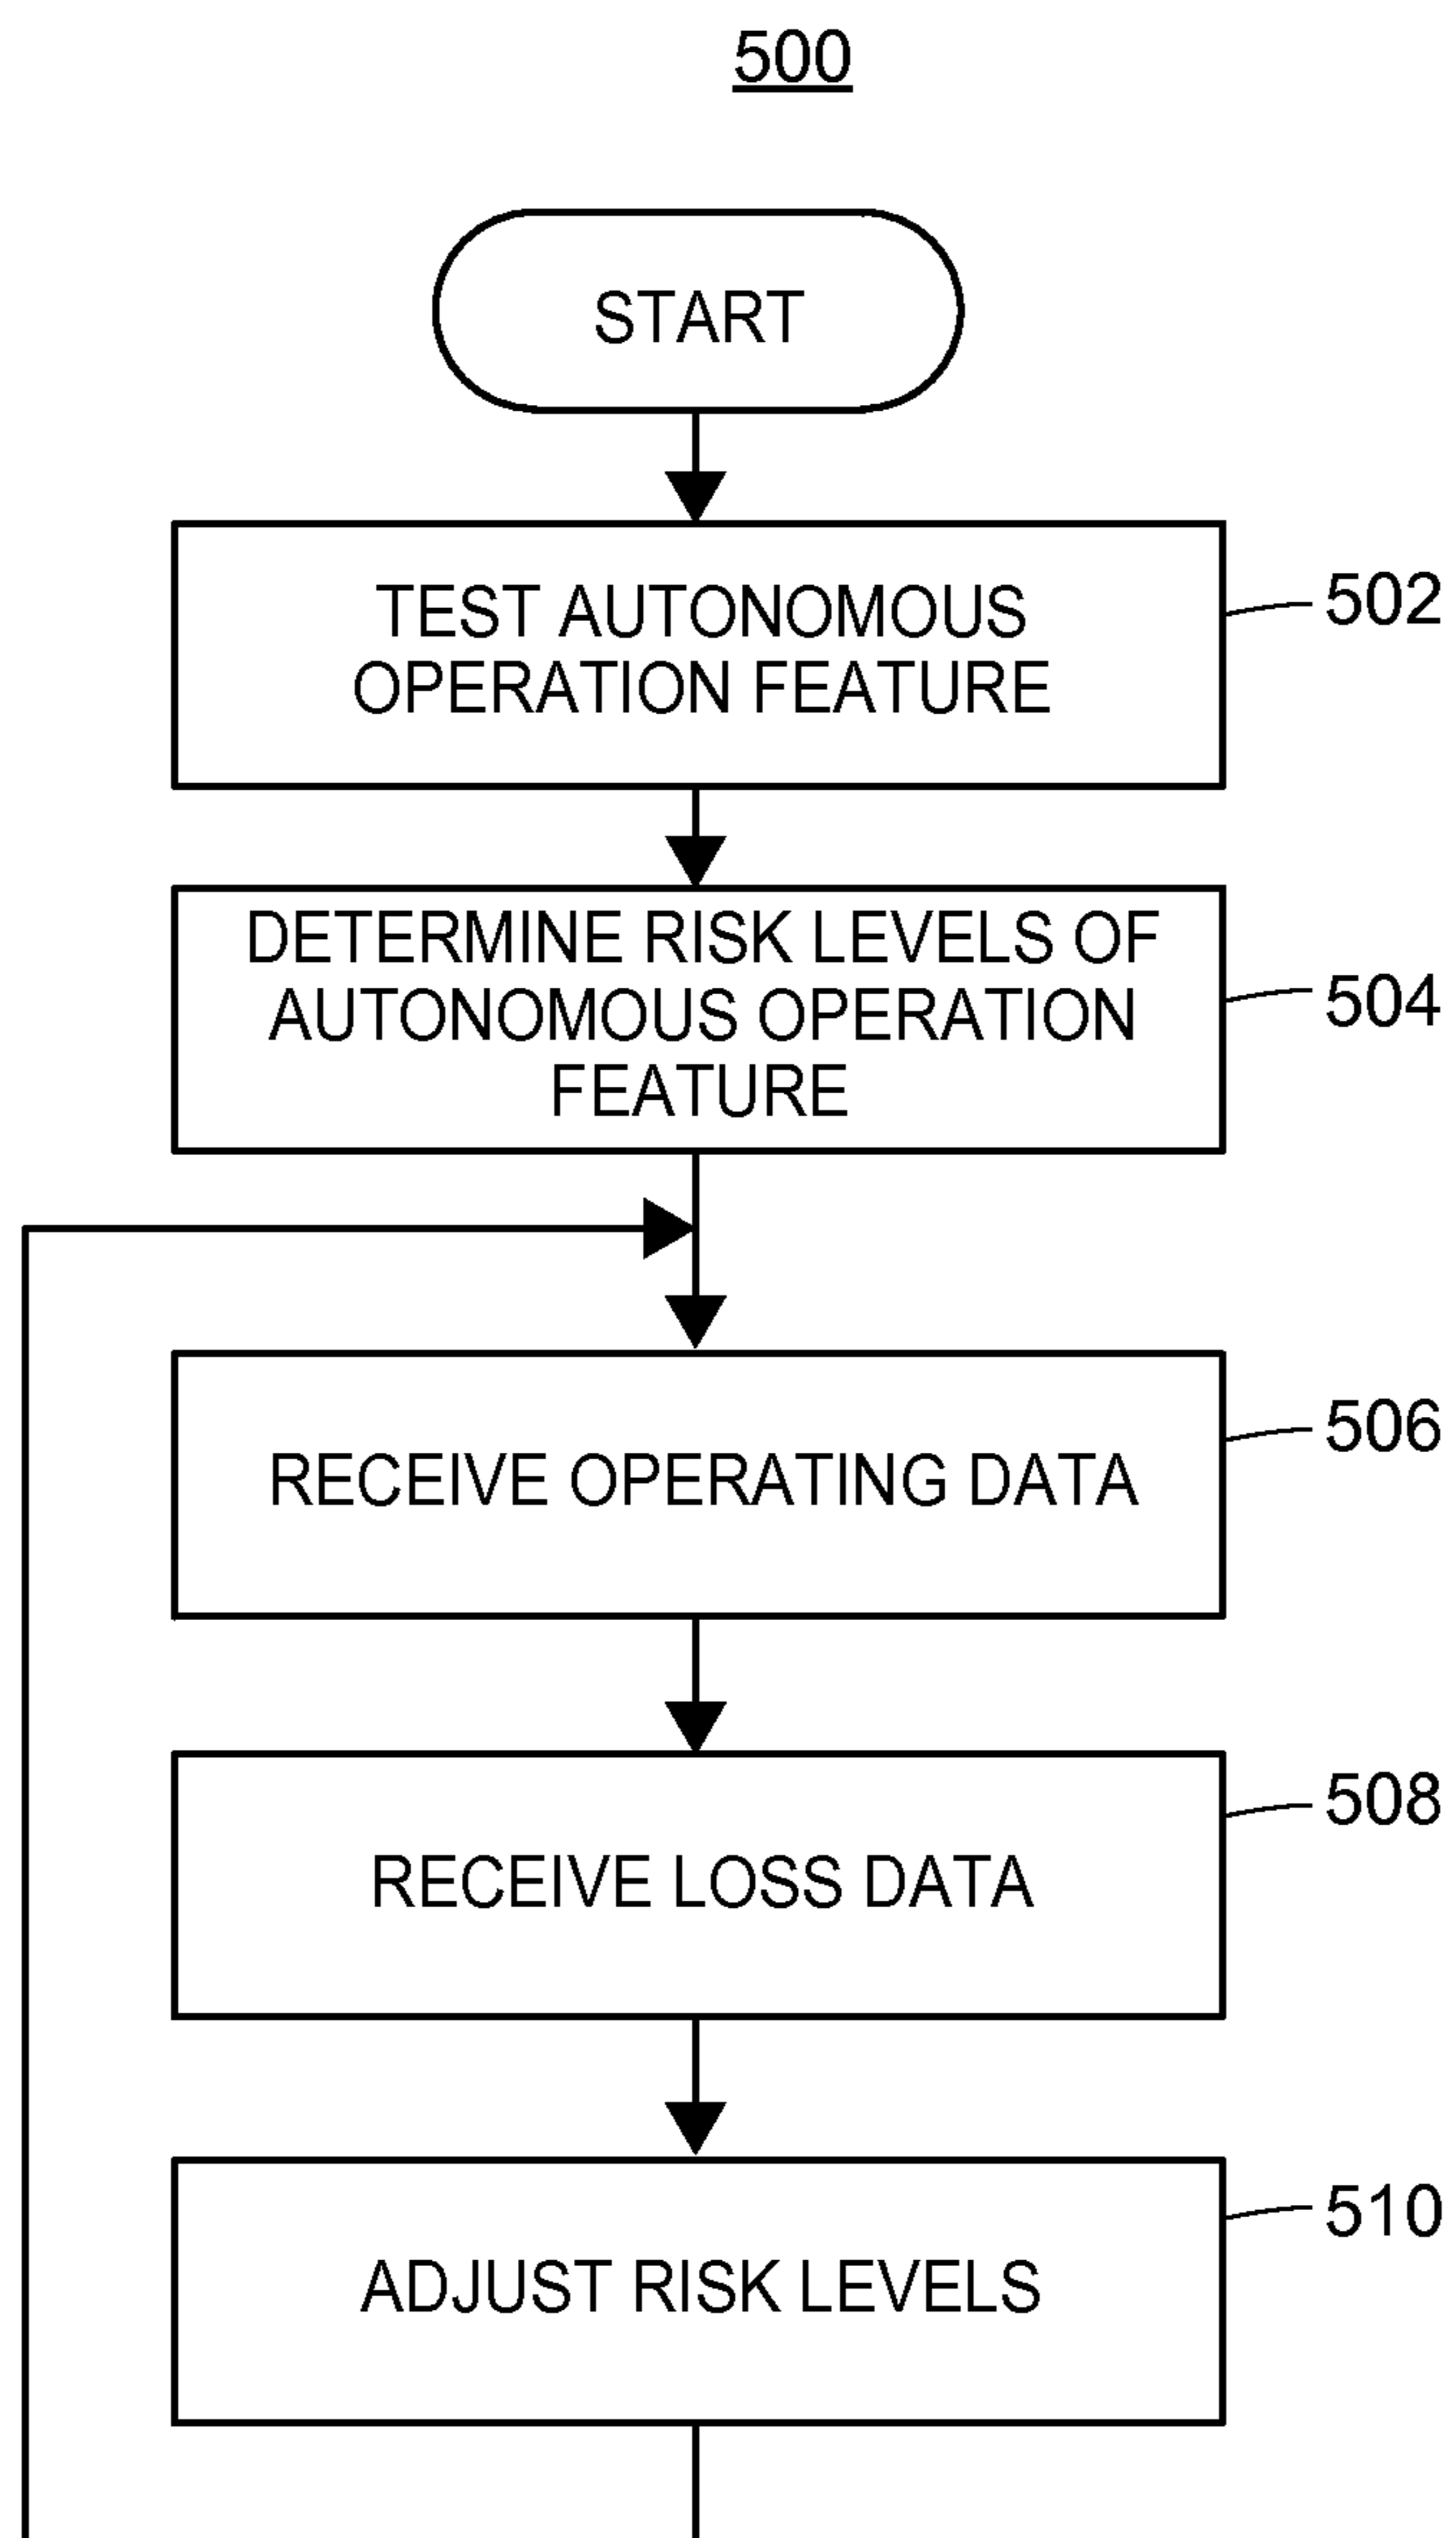 500
START
TEST AUTONOMOUS
OPERATION FEATURE
502
DETERMINE RISK LEVELS OF
AUTONOMOUS OPERATION
FEATURE
504
RECEIVE OPERATING DATA
506
RECEIVE LOSS DATA
508
ADJUST RISK LEVELS
510